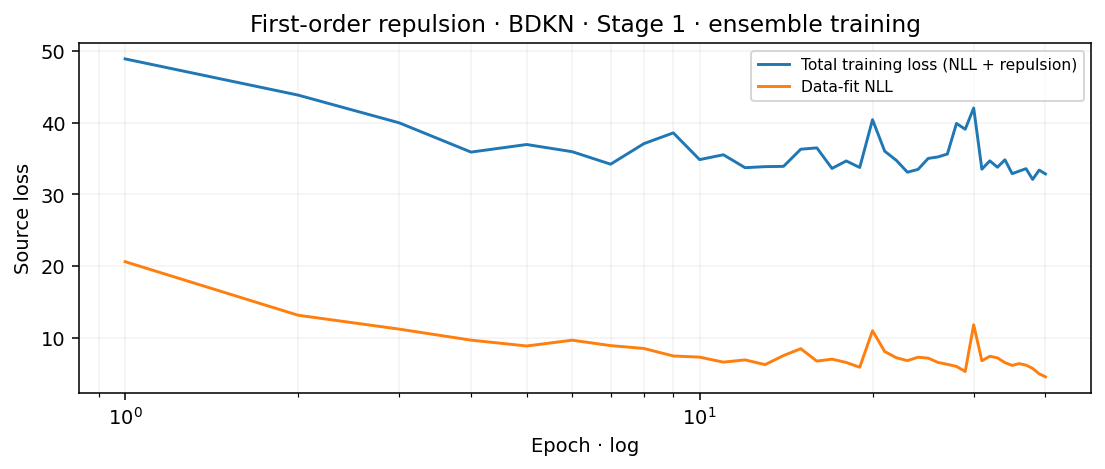 First-order repulsion · BDKN · Stage 1 · ensemble training
Total training loss (NLL + repulsion)
Data-fit NLL
Source loss
50
40
30
20
10
10⁰
10¹
Epoch · log